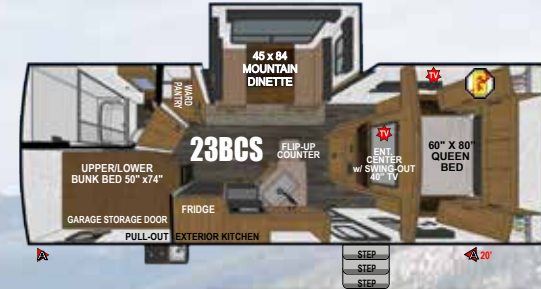 45 x 84
MOUNTAIN
DINETTE
TV
WARD
PANTRY
23BCS
FLIP-UP
COUNTER
TV
ENT.
CENTER
w/ SWING-OUT
40" TV
60" X 80"
QUEEN
BED
UPPER/LOWER
BUNK BED 50" x74"
FRIDGE
GARAGE STORAGE DOOR
PULL-OUT EXTERIOR KITCHEN
A
STEP
STEP
STEP
A 20'